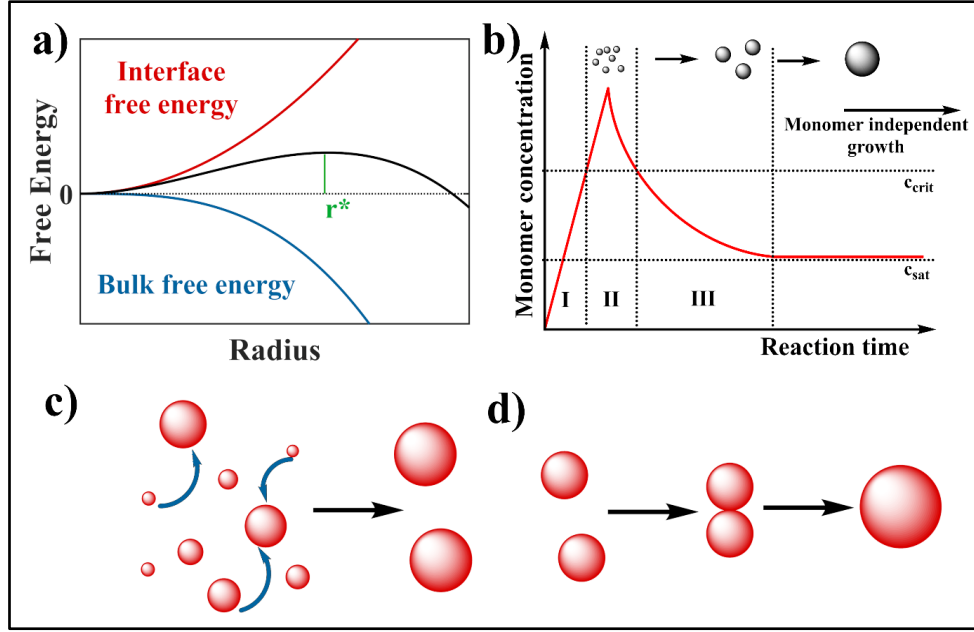 a)
Interface
free energy
Free Energy
0
r*
Bulk free energy
Radius
b)
Monomer concentration
Monomer independent
growth
c_crit
c_sat
I
II
III
Reaction time
c)
d)